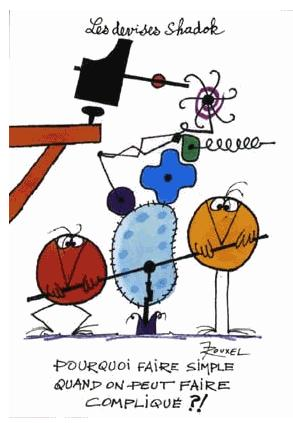 Les devises Shadok
ROUXEL
POURQUOI FAIRE SIMPLE
QUAND ON PEUT FAIRE
COMPLIQUÉ ?!